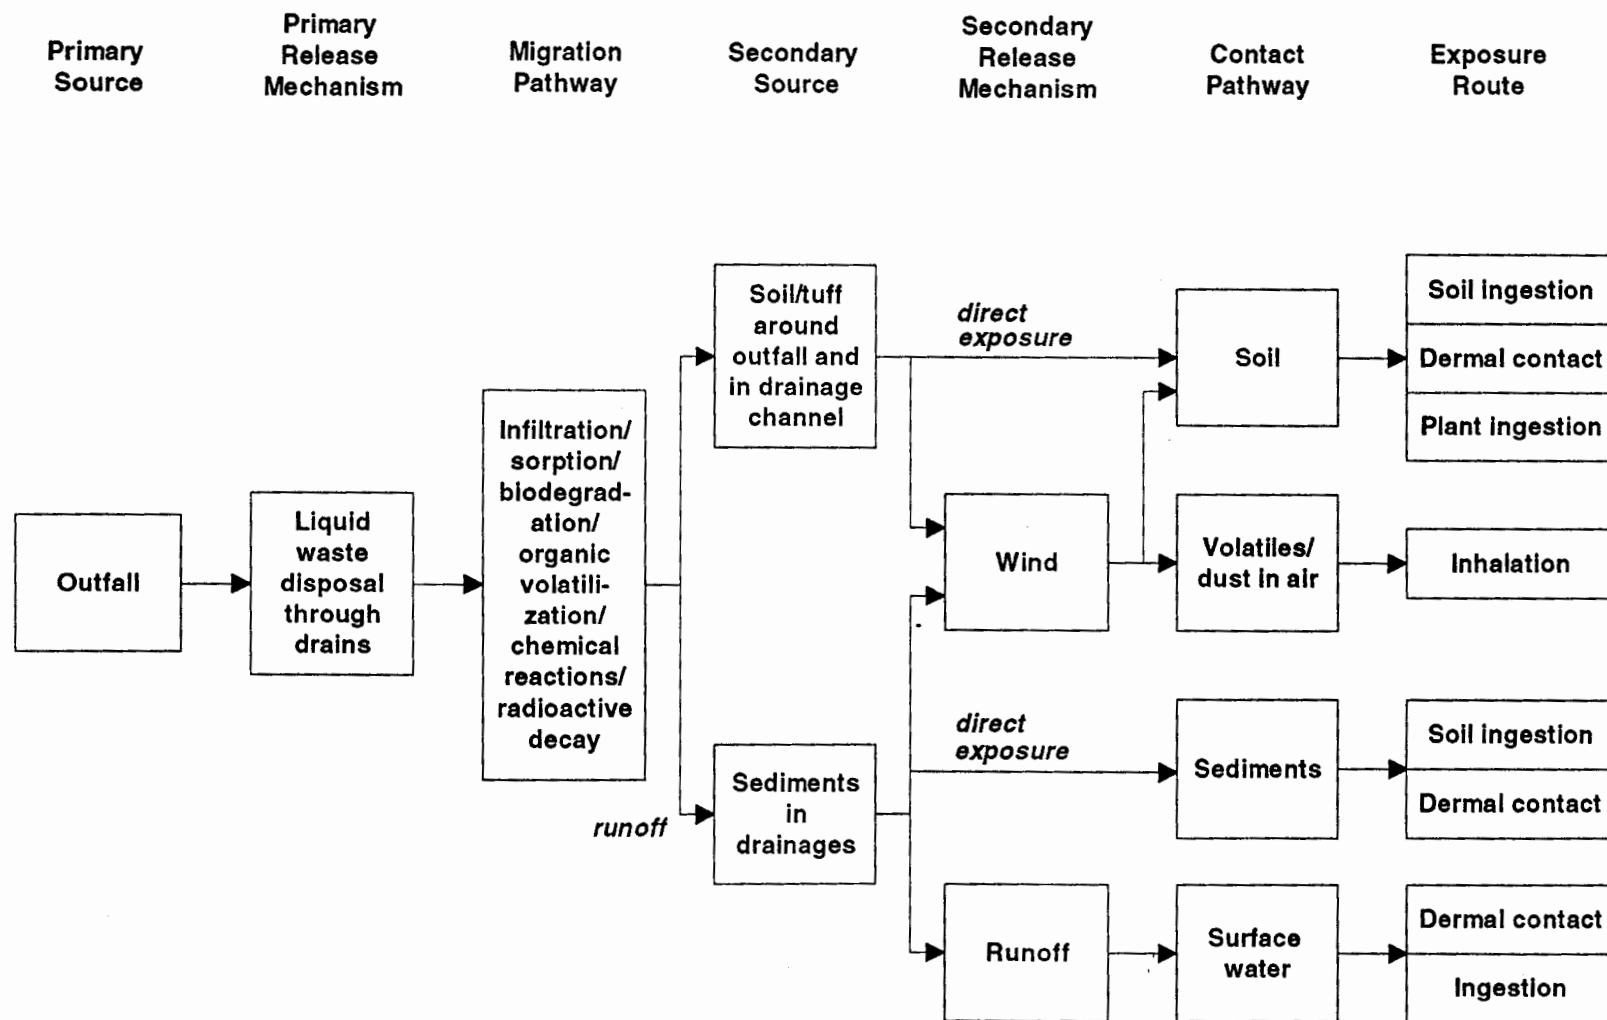 Primary
Source
Primary
Release
Mechanism
Migration
Pathway
Secondary
Source
Secondary
Release
Mechanism
Contact
Pathway
Exposure
Route
Outfall
Liquid
waste
disposal
through
drains
Infiltration/
sorption/
biodegrad-
ation/
organic
volatili-
zation/
chemical
reactions/
radioactive
decay
runoff
Soil/tuff
around
outfall and
in drainage
channel
Sediments
in
drainages
direct
exposure
Wind
direct
exposure
Runoff
Soil
Volatiles/
dust in air
Sediments
Surface
water
Soil ingestion
Dermal contact
Plant ingestion
Inhalation
Soil ingestion
Dermal contact
Dermal contact
Ingestion